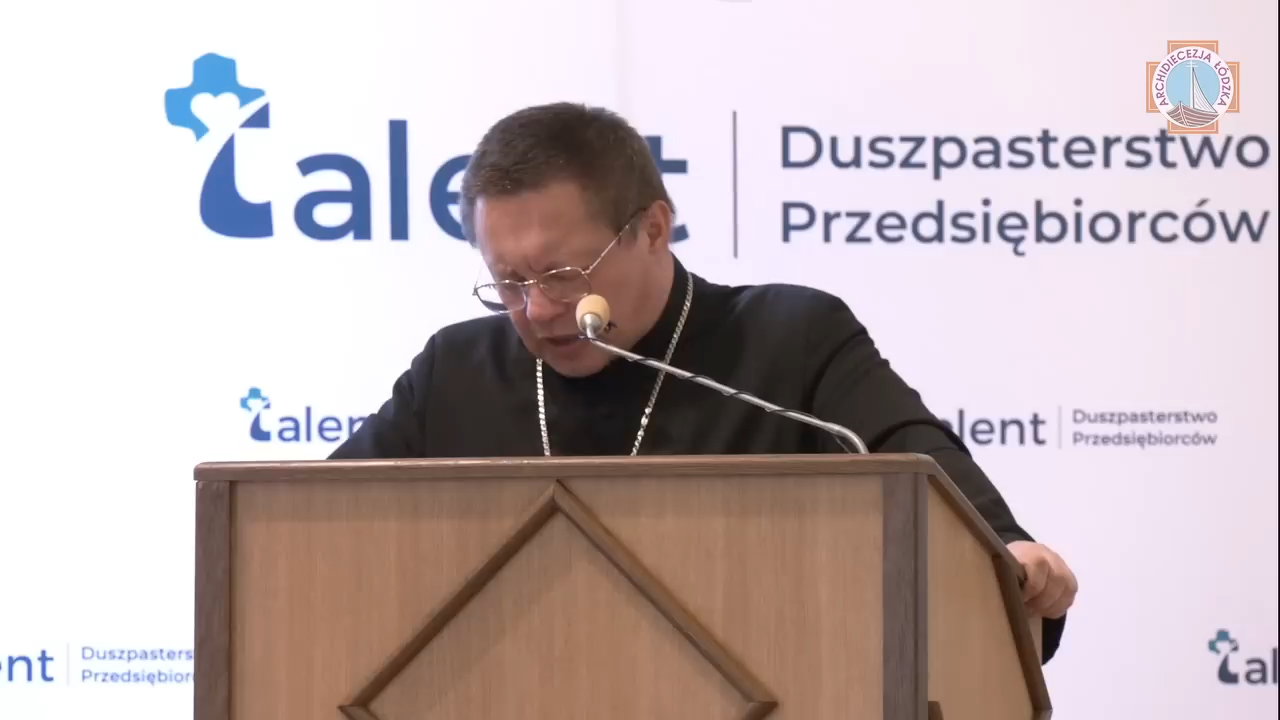 ARCHIDIECEZJA ŁÓDZKA
talent
Duszpasterstwo
Przedsiębiorców
talent
Duszpasterstwo
Przedsiębiorców